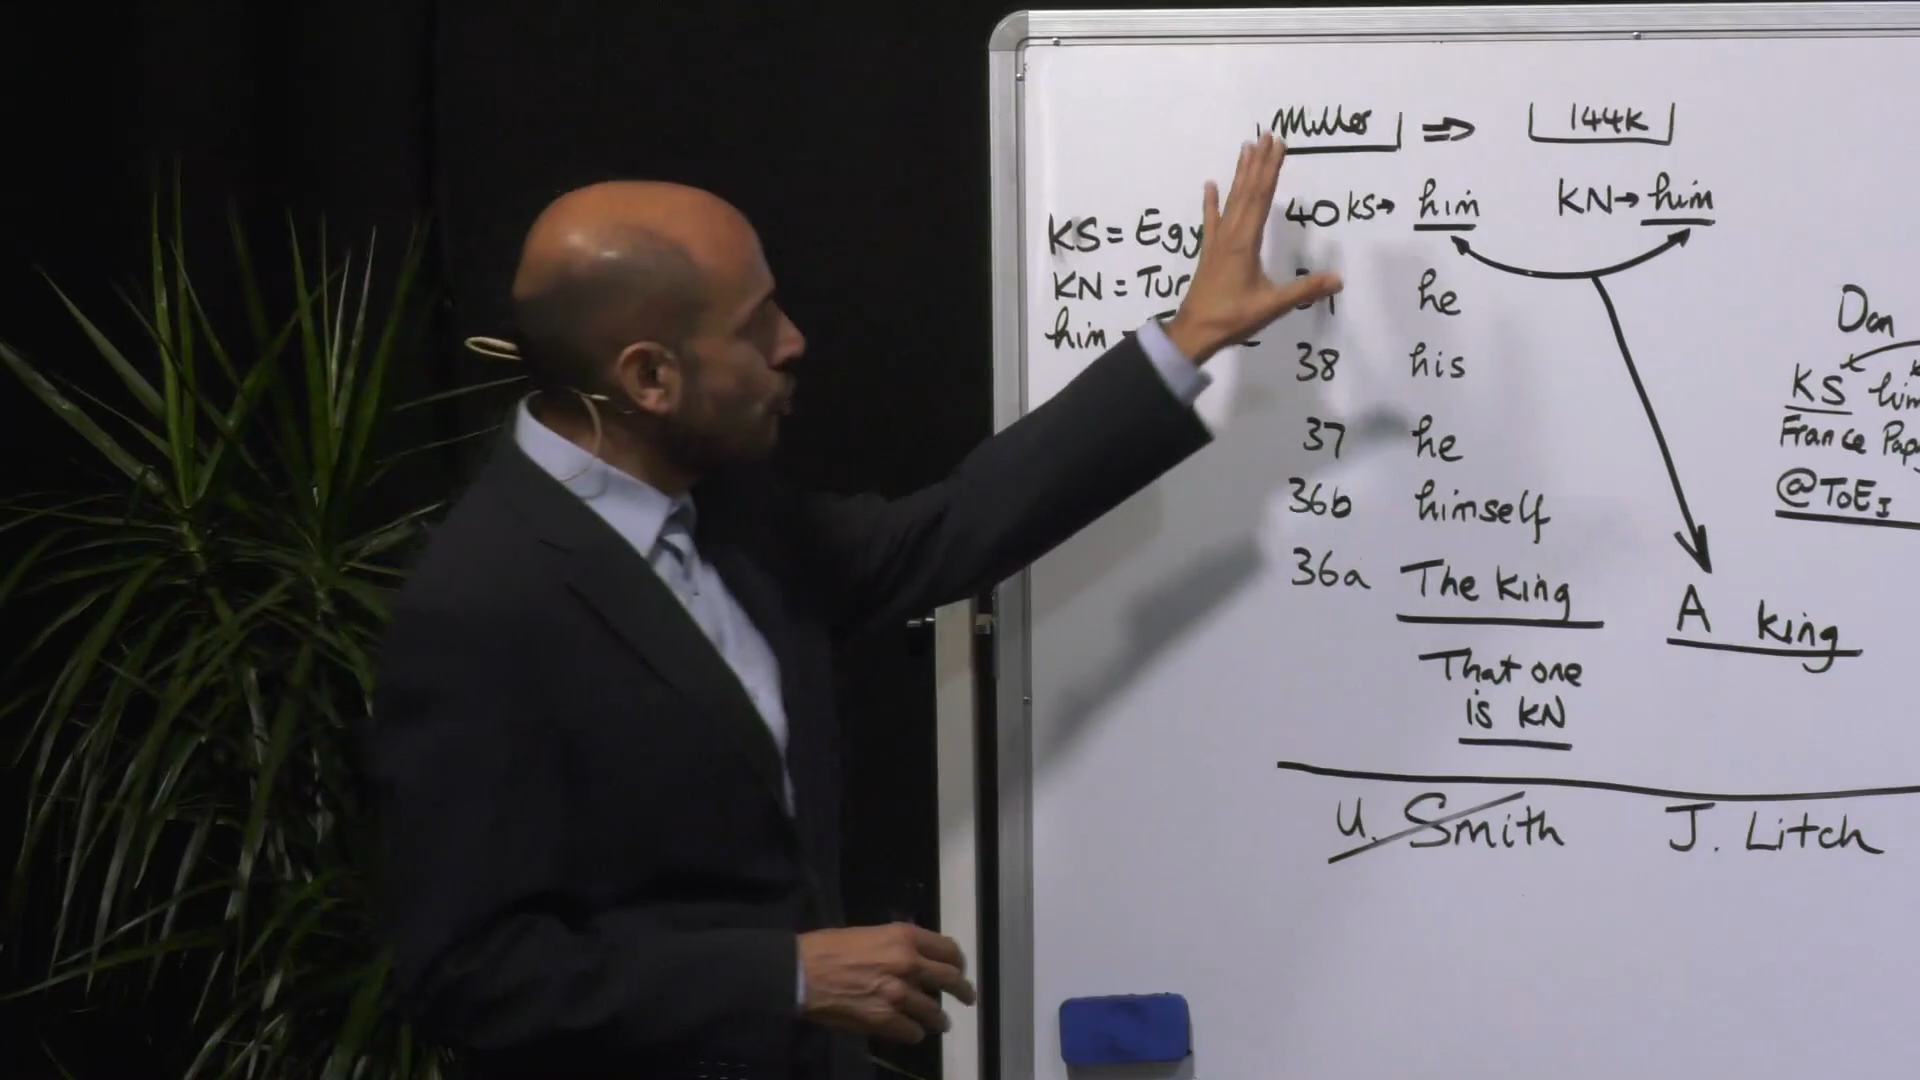 Miller ⇒ 144K
40 KS→ him KN→ him
KS = Egy
KN = Tur
him
he
38 his
37 he
36b himself
36a The King
A king
That one
is KN
Dan
KS him
France Pap
@ToE I
U. Smith J. Litch